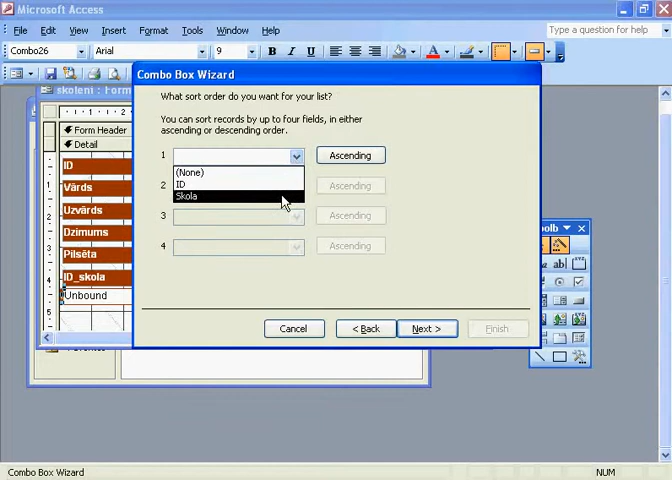 Microsoft Access
File Edit View Insert Format Tools Window Help
Type a question for help
Combo26 Arial 9 B I U A
skoleni : Form
Combo Box Wizard
What sort order do you want for your list?
You can sort records by up to four fields, in either
ascending or descending order.
1 Ascending
(None)
ID
Skola
2 Ascending
3 Ascending
4 Ascending
Cancel < Back Next > Finish
Form Header
Detail
ID
Vārds
Uzvārds
Dzimums
Pilsēta
ID_skola
Unbound
Toolb
Aa ab|
Combo Box Wizard NUM